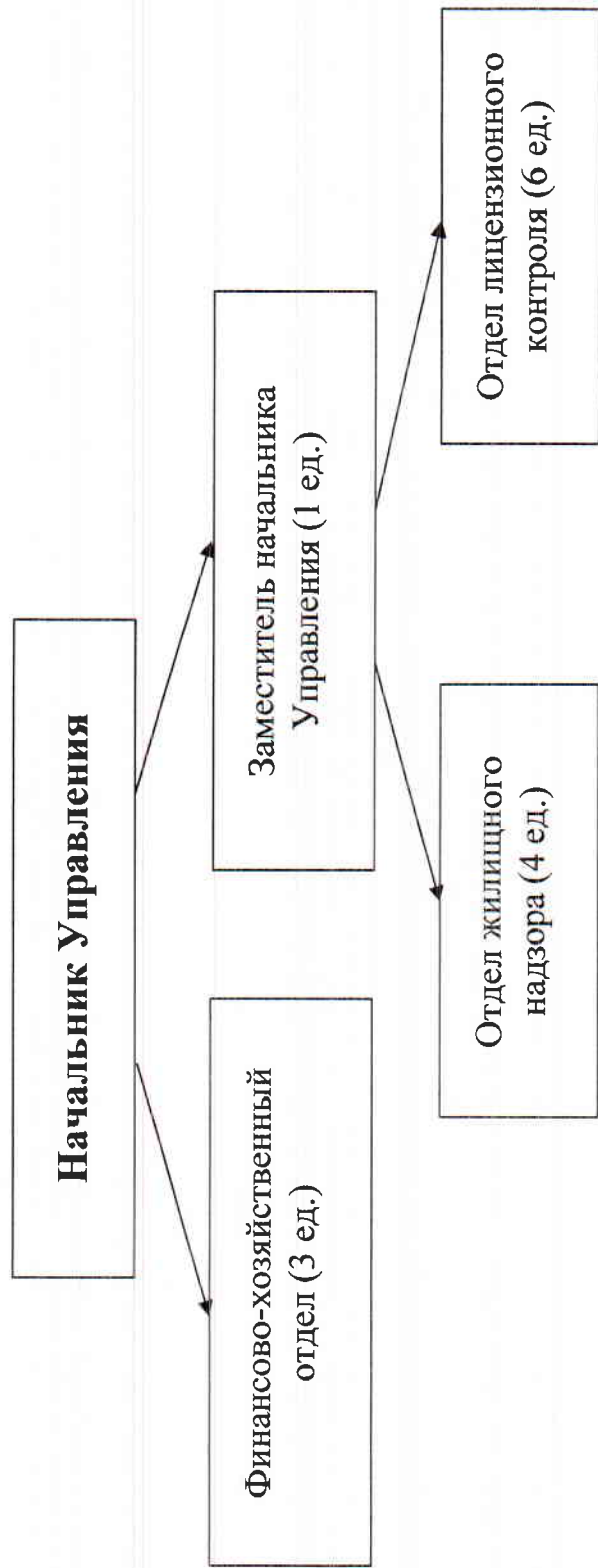 Начальник Управления
Финансово-хозяйственный
отдел (3 ед.)
Заместитель начальника
Управления (1 ед.)
Отдел жилищного
надзора (4 ед.)
Отдел лицензионного
контроля (6 ед.)